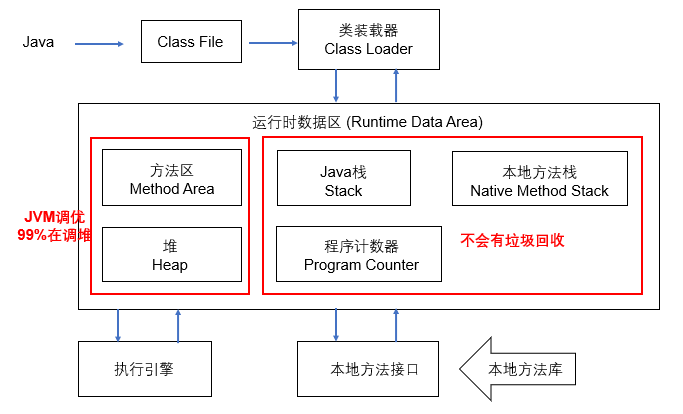 Java
Class File
类装载器
Class Loader
运行时数据区 (Runtime Data Area)
方法区
Method Area
Java栈
Stack
本地方法栈
Native Method Stack
JVM调优
99%在调堆
堆
Heap
程序计数器
Program Counter
不会有垃圾回收
执行引擎
本地方法接口
本地方法库